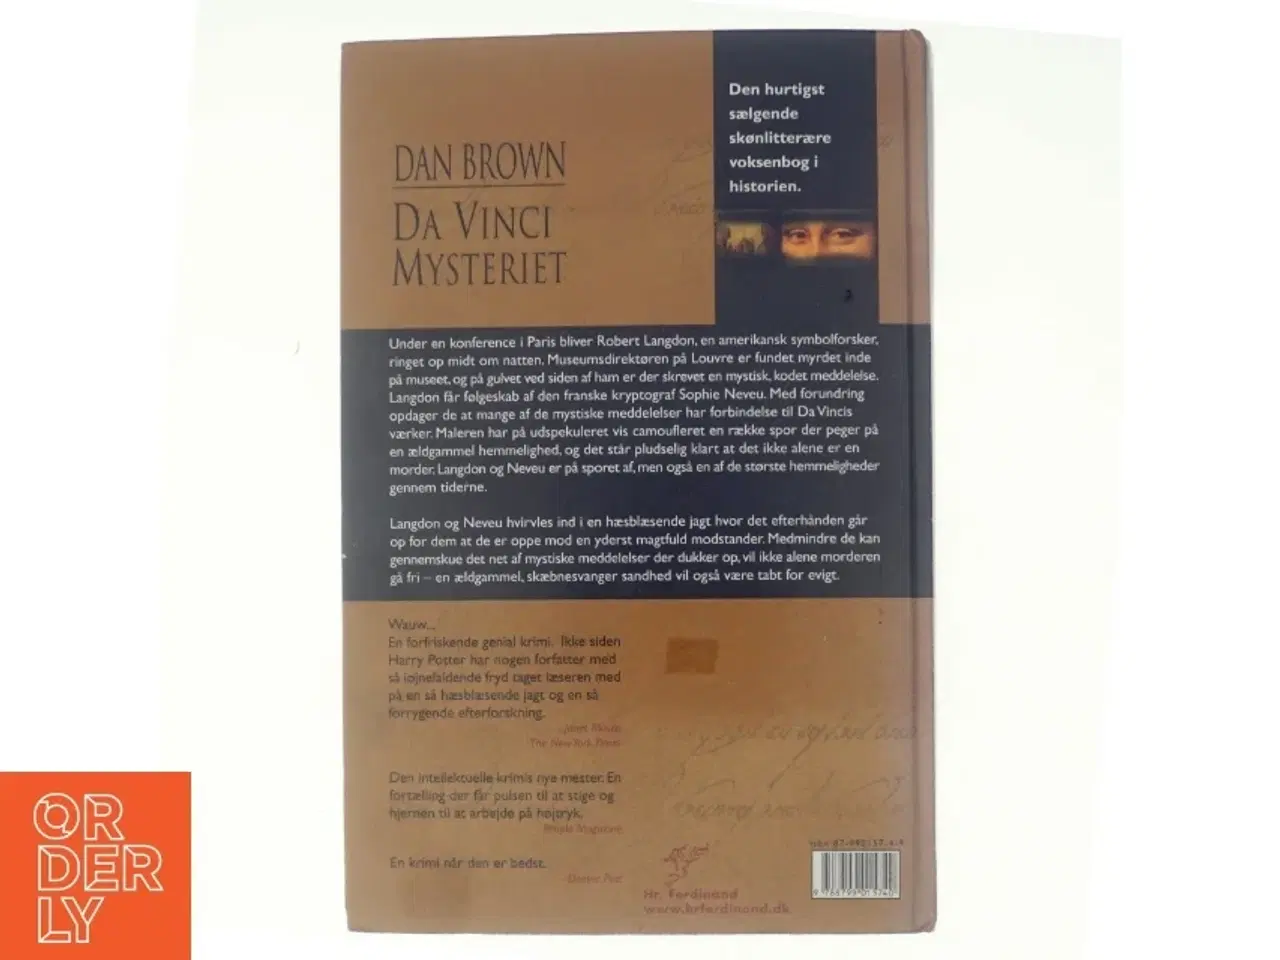 Den hurtigst
sælgende
skønlitterære
voksenbog i
historien.
DAN BROWN
DA VINCI
MYSTERIET
Under en konference i Paris bliver Robert Langdon, en amerikansk symbolforsker,
ringet op midt om natten. Museumsdirektøren på Louvre er fundet myrdet inde
på museet, og på gulvet ved siden af ham er der skrevet en mystisk, kodet meddelelse.
Langdon får følgeskab af den franske kryptograf Sophie Neveu. Med forundring
opdager de at mange af de mystiske meddelelser har forbindelse til Da Vincis
værker. Maleren har på udspekuleret vis camoufleret en række spor der peger på
en ældgammel hemmelighed, og det står pludselig klart at det ikke alene er en
morder, Langdon og Neveu er på sporet af, men også en af de største hemmeligheder
gennem tiderne.
Langdon og Neveu hvirvles ind i en hæsblæsende jagt hvor det efterhånden går
op for dem at de er oppe mod en yderst magtfuld modstander. Medmindre de kan
gennemskue det net af mystiske meddelelser der dukker op, vil ikke alene morderen
gå fri – en ældgammel, skæbnesvanger sandhed vil også være tabt for evigt.
Wauw...
En forfriskende genial krimi. Ikke siden
Harry Potter har nogen forfatter med
så iøjnefaldende fryd taget læseren med
på en så hæsblæsende jagt og en så
forrygende efterforskning.
The New York Times
Den intellektuelle krimis nye mester. En
fortælling der får pulsen til at stige og
hjernen til at arbejde på højtryk.
People Magazine
En krimi når den er bedst.
Denver Post
Hr. Ferdinand
www.hrferdinand.dk
ORDERLY